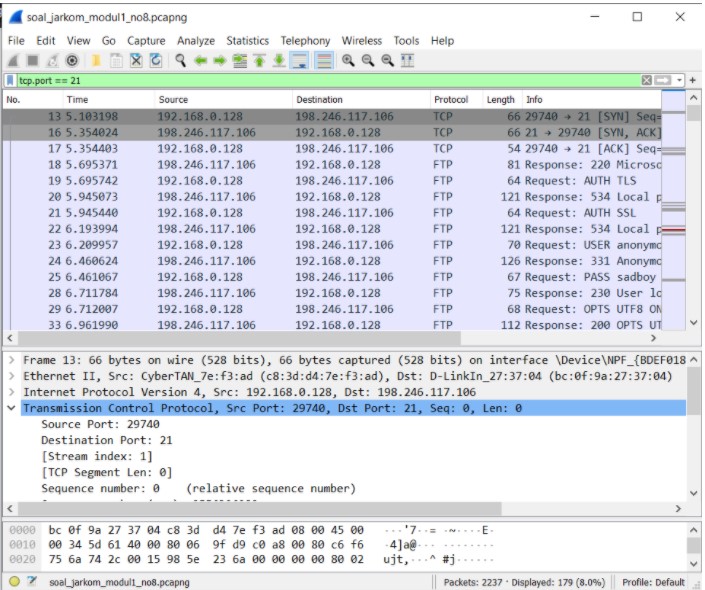 soal_jarkom_modul1_no8.pcapng
File Edit View Go Capture Analyze Statistics Telephony Wireless Tools Help
tcp.port == 21
No. Time Source Destination Protocol Length Info
13 5.103198 192.168.0.128 198.246.117.106 TCP 66 29740 → 21 [SYN] Seq=
16 5.354024 198.246.117.106 192.168.0.128 TCP 66 21 → 29740 [SYN, ACK]
17 5.354403 192.168.0.128 198.246.117.106 TCP 54 29740 → 21 [ACK] Seq=
18 5.695371 198.246.117.106 192.168.0.128 FTP 81 Response: 220 Microso
19 5.695742 192.168.0.128 198.246.117.106 FTP 64 Request: AUTH TLS
20 5.945073 198.246.117.106 192.168.0.128 FTP 121 Response: 534 Local p
21 5.945440 192.168.0.128 198.246.117.106 FTP 64 Request: AUTH SSL
22 6.193994 198.246.117.106 192.168.0.128 FTP 121 Response: 534 Local p
23 6.209957 192.168.0.128 198.246.117.106 FTP 70 Request: USER anonymo
24 6.460624 198.246.117.106 192.168.0.128 FTP 126 Response: 331 Anonymo
25 6.461067 192.168.0.128 198.246.117.106 FTP 67 Request: PASS sadboy
28 6.711784 198.246.117.106 192.168.0.128 FTP 75 Response: 230 User lo
29 6.712007 192.168.0.128 198.246.117.106 FTP 68 Request: OPTS UTF8 ON
33 6.961990 198.246.117.106 192.168.0.128 FTP 112 Response: 200 OPTS UT
Frame 13: 66 bytes on wire (528 bits), 66 bytes captured (528 bits) on interface \Device\NPF_{BDEF018
Ethernet II, Src: CyberTAN_7e:f3:ad (c8:3d:d4:7e:f3:ad), Dst: D-LinkIn_27:37:04 (bc:0f:9a:27:37:04)
Internet Protocol Version 4, Src: 192.168.0.128, Dst: 198.246.117.106
Transmission Control Protocol, Src Port: 29740, Dst Port: 21, Seq: 0, Len: 0
Source Port: 29740
Destination Port: 21
[Stream index: 1]
[TCP Segment Len: 0]
Sequence number: 0 (relative sequence number)
0000 bc 0f 9a 27 37 04 c8 3d d4 7e f3 ad 08 00 45 00 ···'7··= ·~····E·
0010 00 34 5d 61 40 00 80 06 9f d9 c0 a8 00 80 c6 f6 ·4]a@··· ········
0020 75 6a 74 2c 00 15 98 5e 23 6a 00 00 00 00 80 02 ujt,···^ #j······
soal_jarkom_modul1_no8.pcapng Packets: 2237 · Displayed: 179 (8.0%) Profile: Default